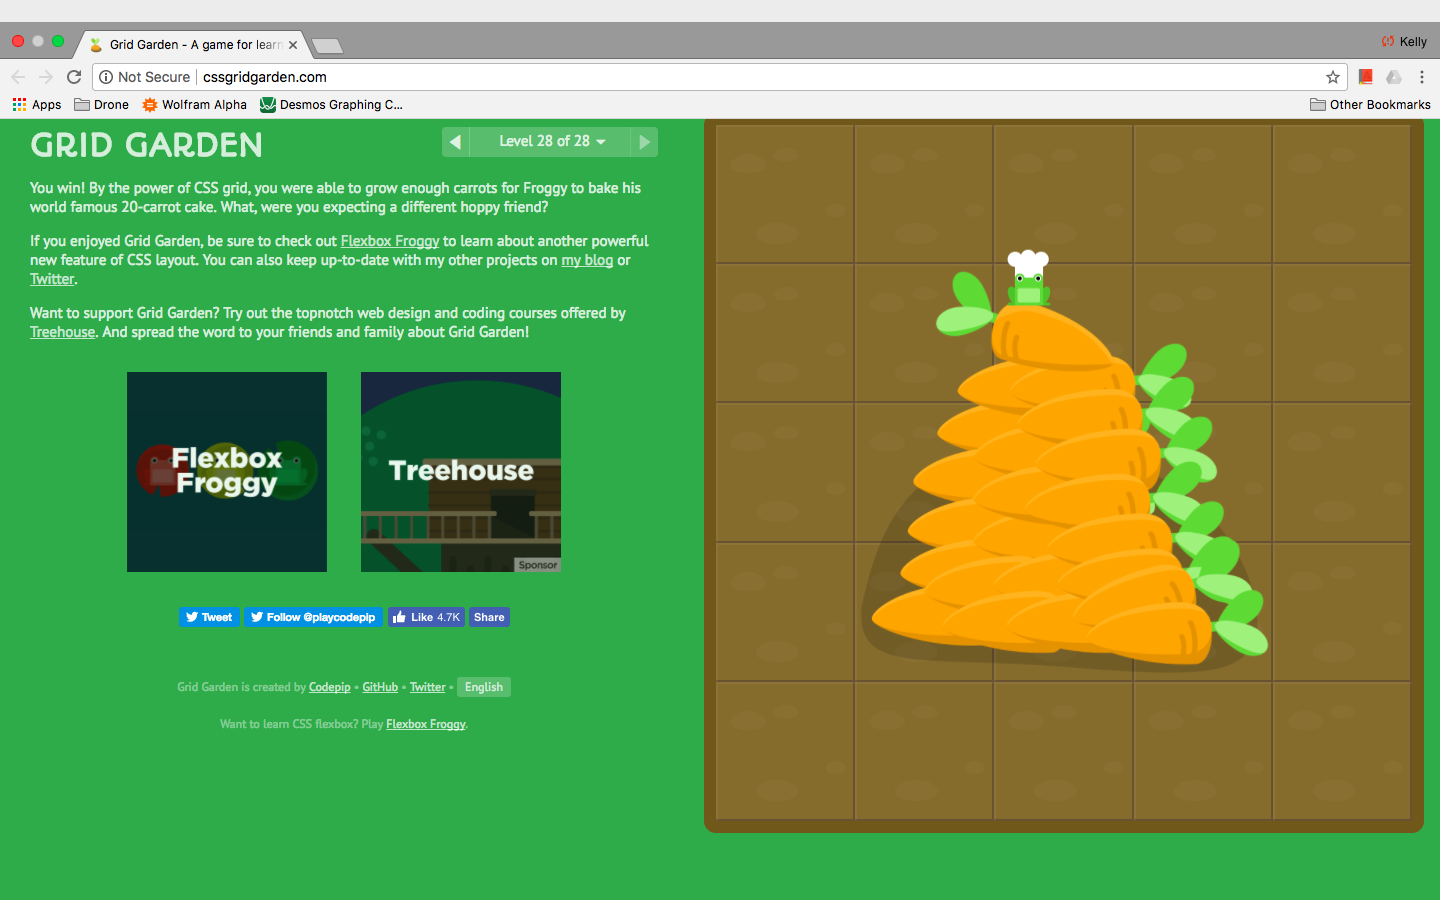 Grid Garden - A game for learn
Kelly
Not Secure
cssgridgarden.com
Apps
Drone
Wolfram Alpha
Desmos Graphing C...
Other Bookmarks
GRID GARDEN
Level 28 of 28
You win! By the power of CSS grid, you were able to grow enough carrots for Froggy to bake his
world famous 20-carrot cake. What, were you expecting a different hoppy friend?
If you enjoyed Grid Garden, be sure to check out Flexbox Froggy to learn about another powerful
new feature of CSS layout. You can also keep up-to-date with my other projects on my blog or
Twitter.
Want to support Grid Garden? Try out the topnotch web design and coding courses offered by
Treehouse. And spread the word to your friends and family about Grid Garden!
Flexbox
Froggy
Treehouse
Sponsor
Tweet
Follow @playcodepip
Like 4.7K
Share
Grid Garden is created by Codepip • GitHub • Twitter • English
Want to learn CSS flexbox? Play Flexbox Froggy.